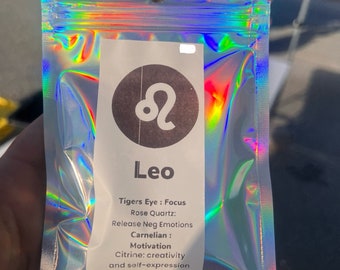 Leo
Tigers Eye : Focus
Rose Quartz:
Release Neg Emotions
Carnelian :
Motivation
Citrine: creativity
and self-expression